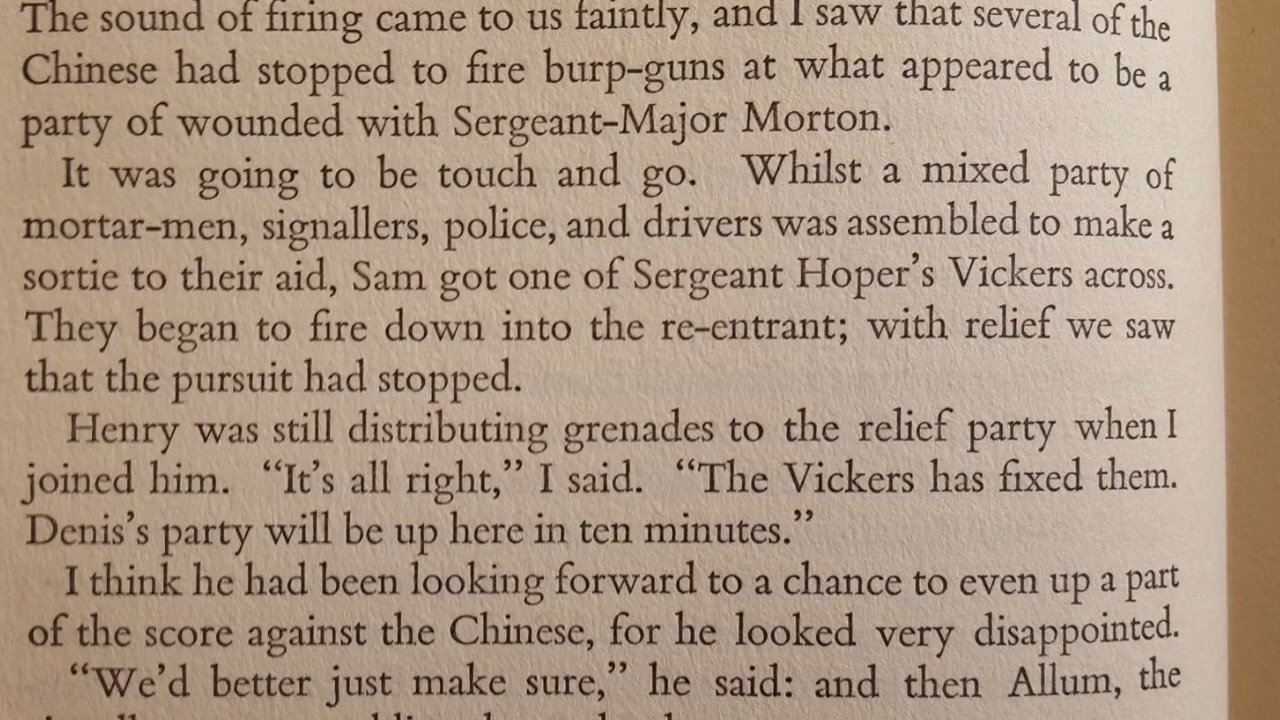 The sound of firing came to us faintly, and I saw that several of the
Chinese had stopped to fire burp-guns at what appeared to be a
party of wounded with Sergeant-Major Morton.
It was going to be touch and go. Whilst a mixed party of
mortar-men, signallers, police, and drivers was assembled to make a
sortie to their aid, Sam got one of Sergeant Hoper's Vickers across.
They began to fire down into the re-entrant; with relief we saw
that the pursuit had stopped.
Henry was still distributing grenades to the relief party when I
joined him. “It's all right,” I said. “The Vickers has fixed them.
Denis's party will be up here in ten minutes.”
I think he had been looking forward to a chance to even up a part
of the score against the Chinese, for he looked very disappointed.
“We'd better just make sure,” he said: and then Allum, the